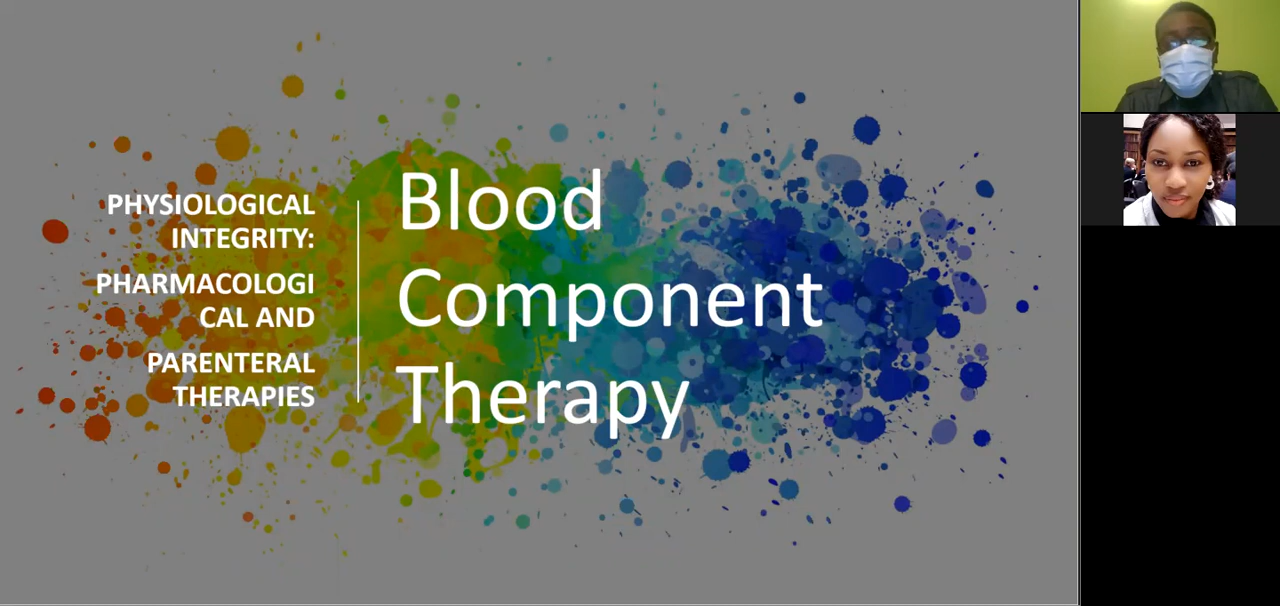 PHYSIOLOGICAL
INTEGRITY:
PHARMACOLOGI
CAL AND
PARENTERAL
THERAPIES
Blood
Component
Therapy